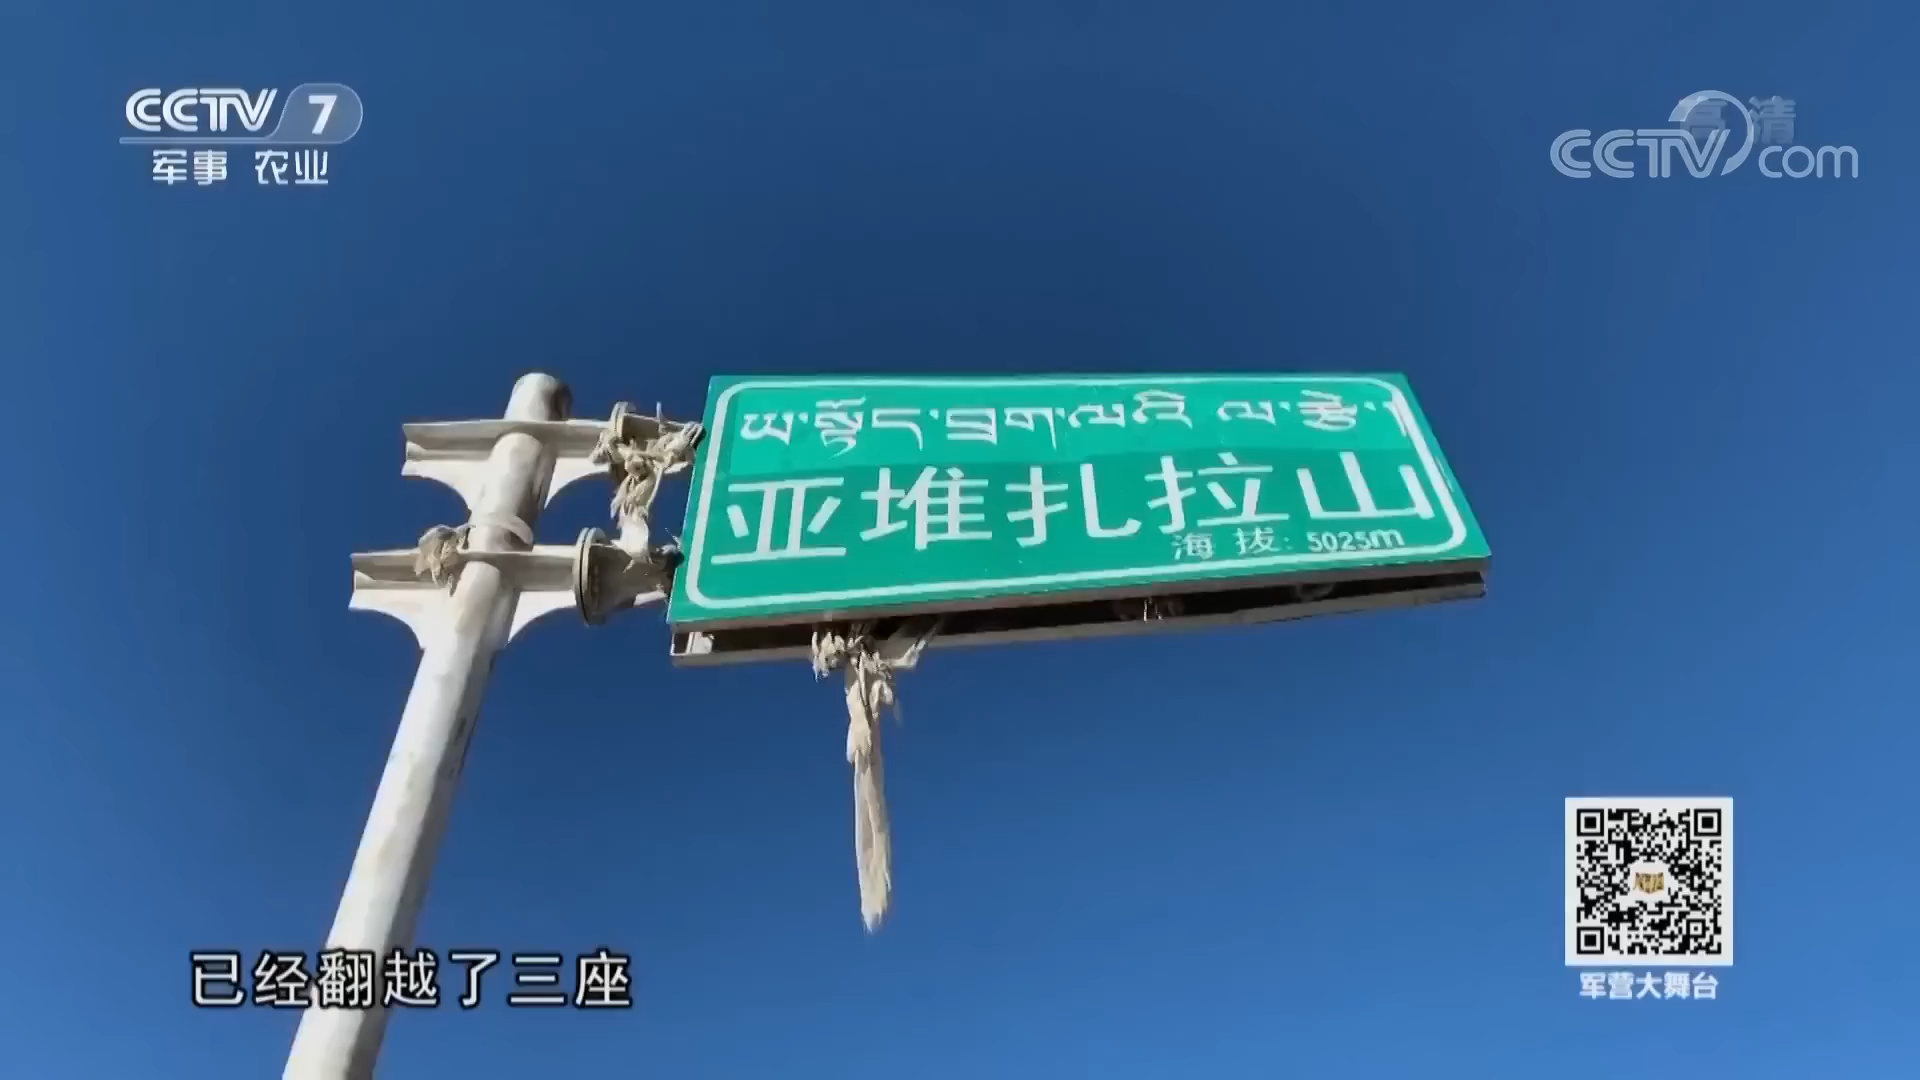 CCTV 7
军事 农业
高清
CCTV com
亚堆扎拉山
海拔: 5025m
已经翻越了三座
军营大舞台